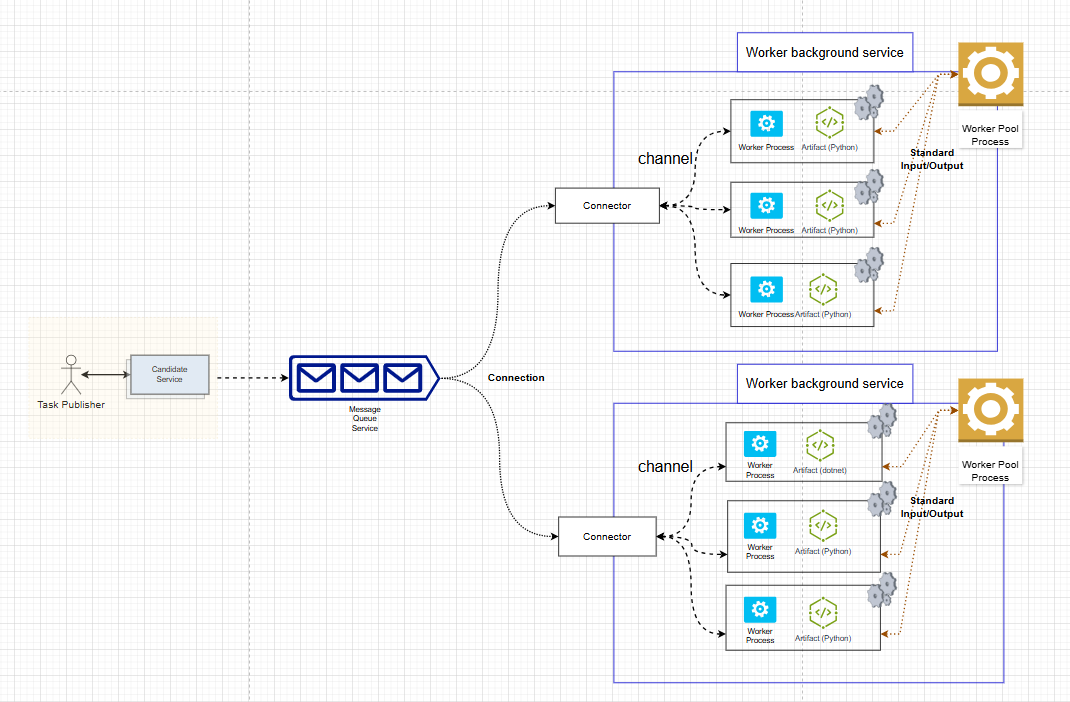 Task Publisher
Candidate
Service
Message
Queue
Service
Connection
Worker background service
channel
Connector
Worker Process
Artifact (Python)
Worker Process
Artifact (Python)
Worker Process
Artifact (Python)
Standard
Input/Output
Worker Pool
Process
Worker background service
channel
Connector
Worker
Process
Artifact (dotnet)
Worker
Process
Artifact (Python)
Worker
Process
Artifact (Python)
Standard
Input/Output
Worker Pool
Process